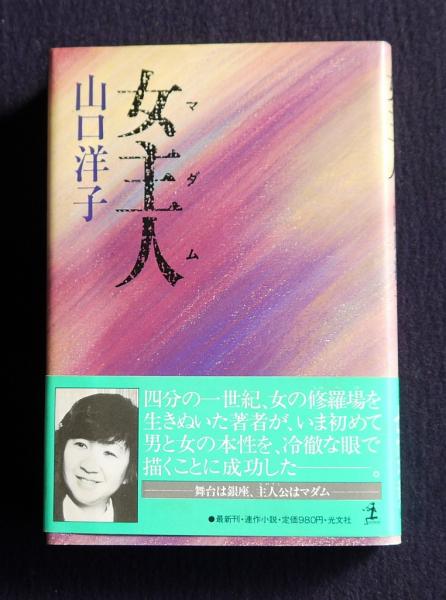 女主人
マダム
山口洋子
四分の一世紀、女の修羅場を
生きぬいた著者が、いま初めて
男と女の本性を、冷徹な眼で
描くことに成功した———。
———舞台は銀座、主人公はマダム———
●最新刊・連作小説・定価980円・光文社